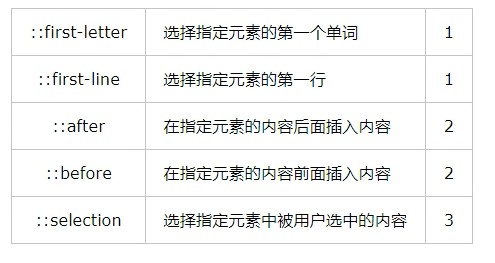 ::first-letter 选择指定元素的第一个单词 1
::first-line 选择指定元素的第一行 1
::after 在指定元素的内容后面插入内容 2
::before 在指定元素的内容前面插入内容 2
::selection 选择指定元素中被用户选中的内容 3